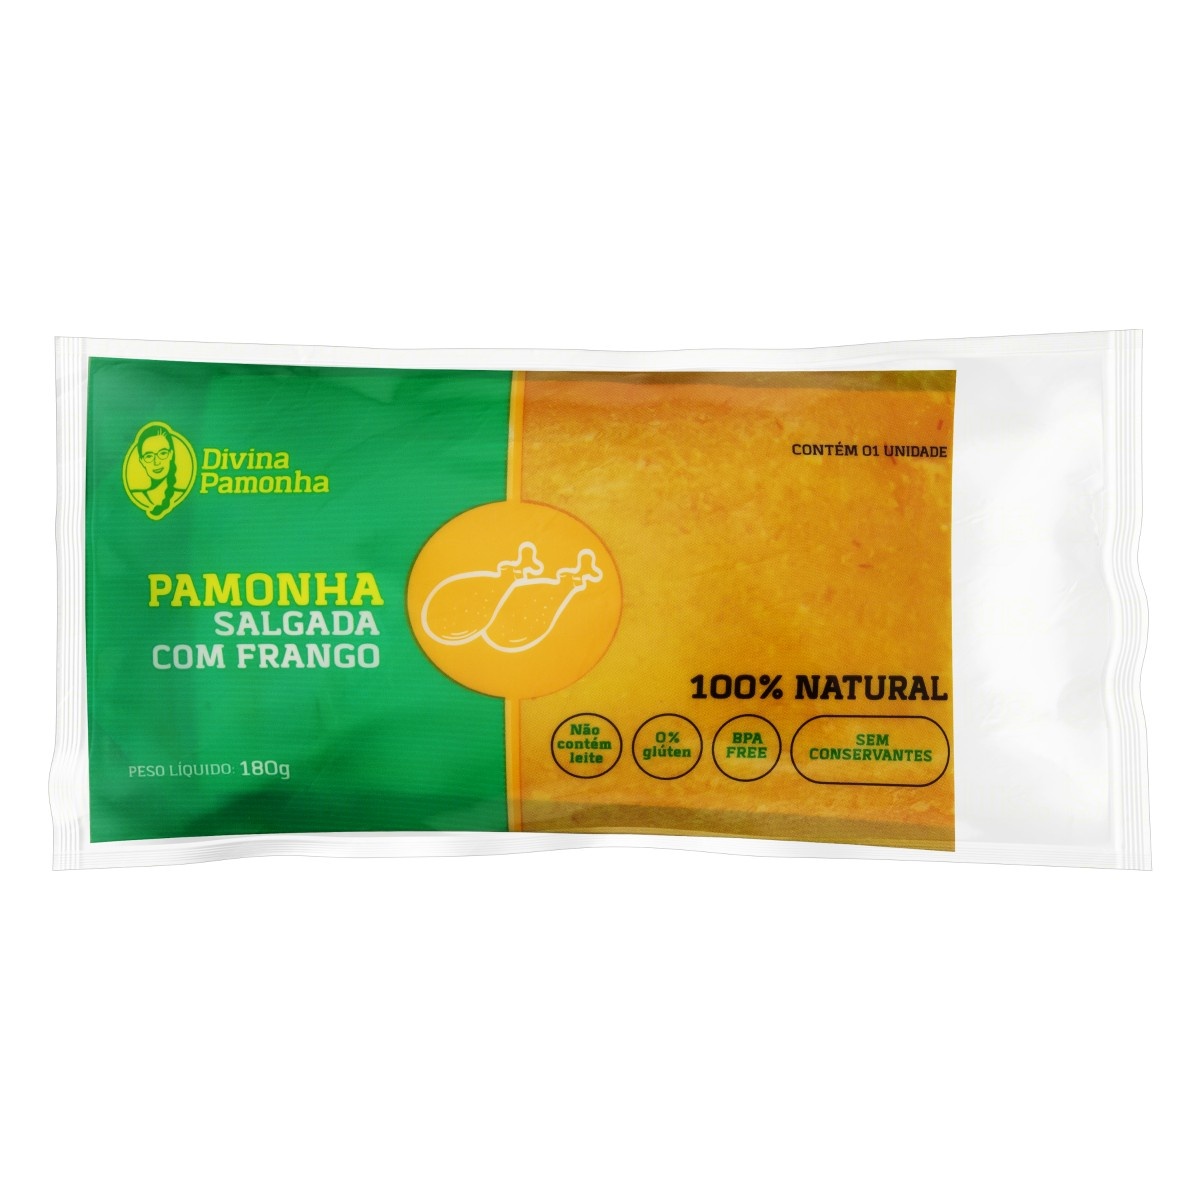 Divina
Pamonha
PAMONHA
SALGADA
COM FRANGO
PESO LÍQUIDO: 180g
CONTÉM 01 UNIDADE
100% NATURAL
Não
contém
leite
0%
glúten
BPA
FREE
SEM
CONSERVANTES